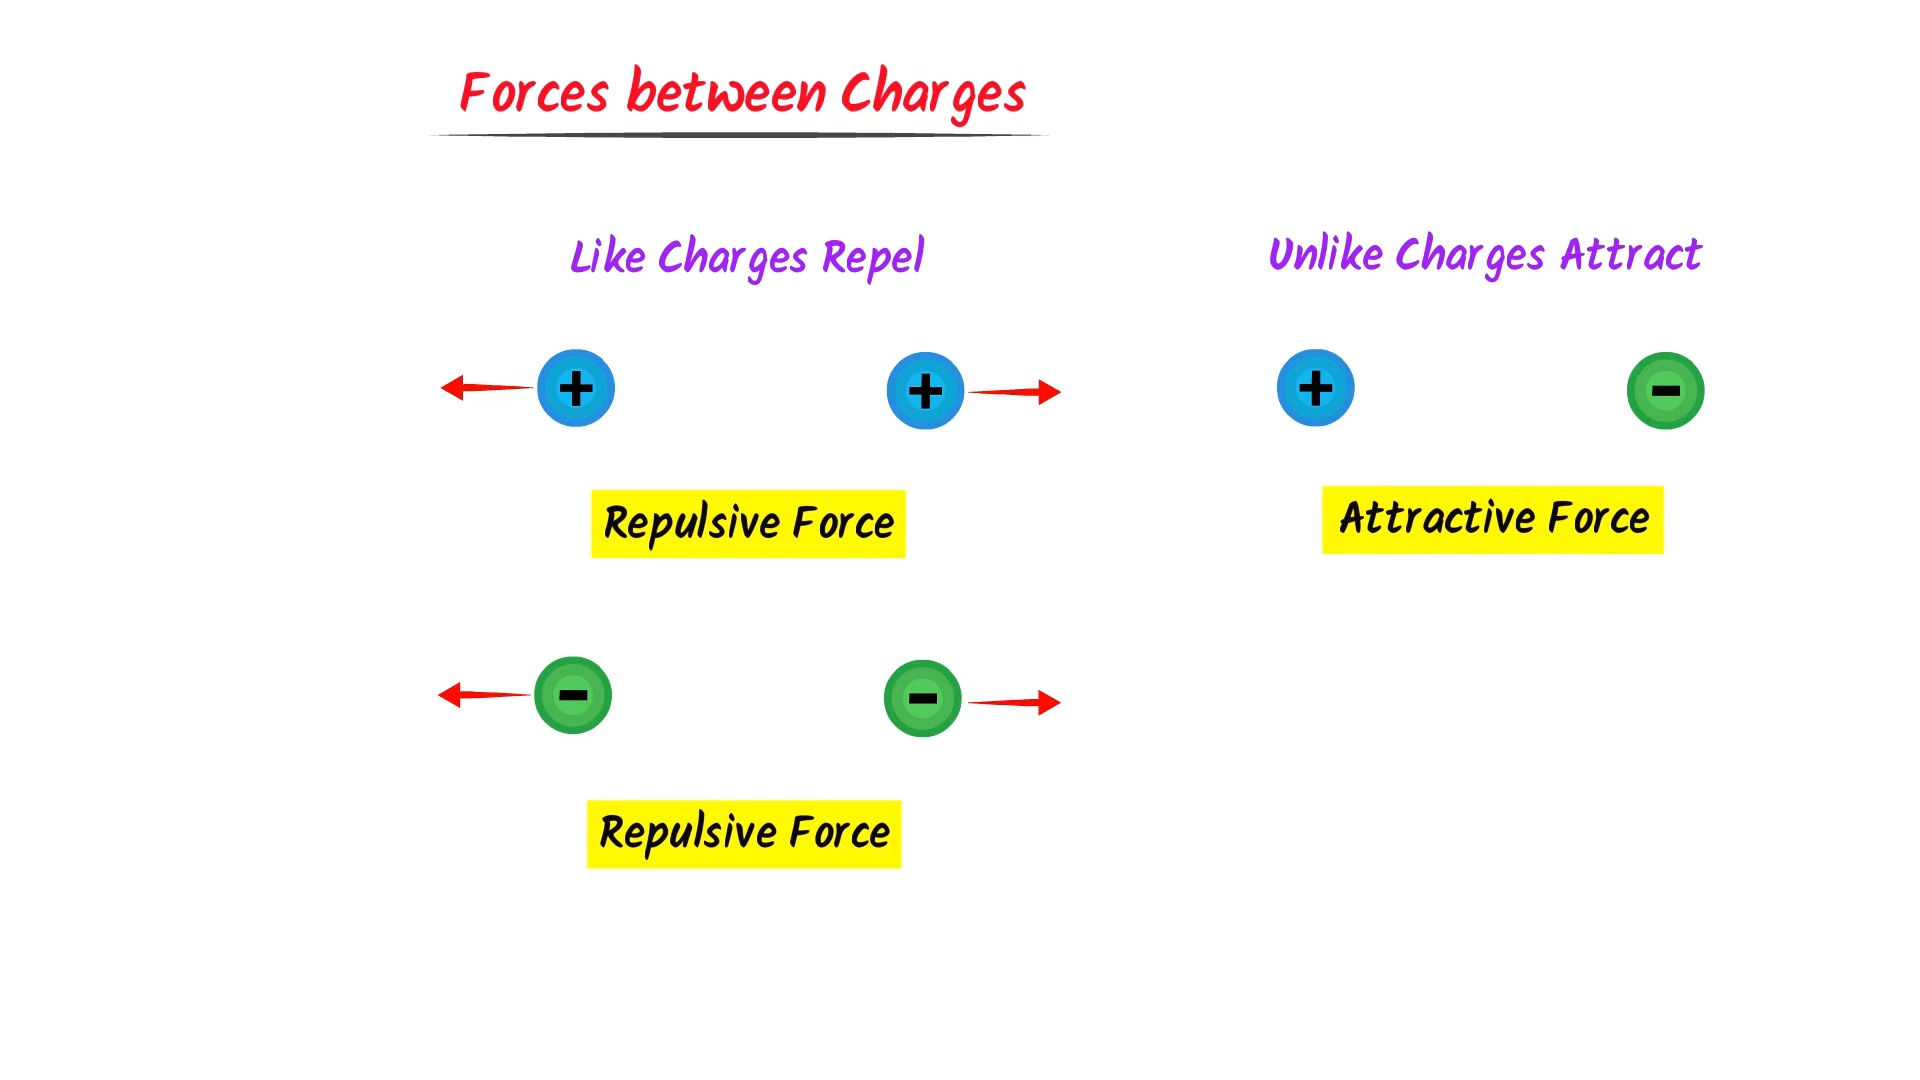 Forces between Charges
Like Charges Repel
Unlike Charges Attract
+
+
+
-
Repulsive Force
Attractive Force
-
-
Repulsive Force